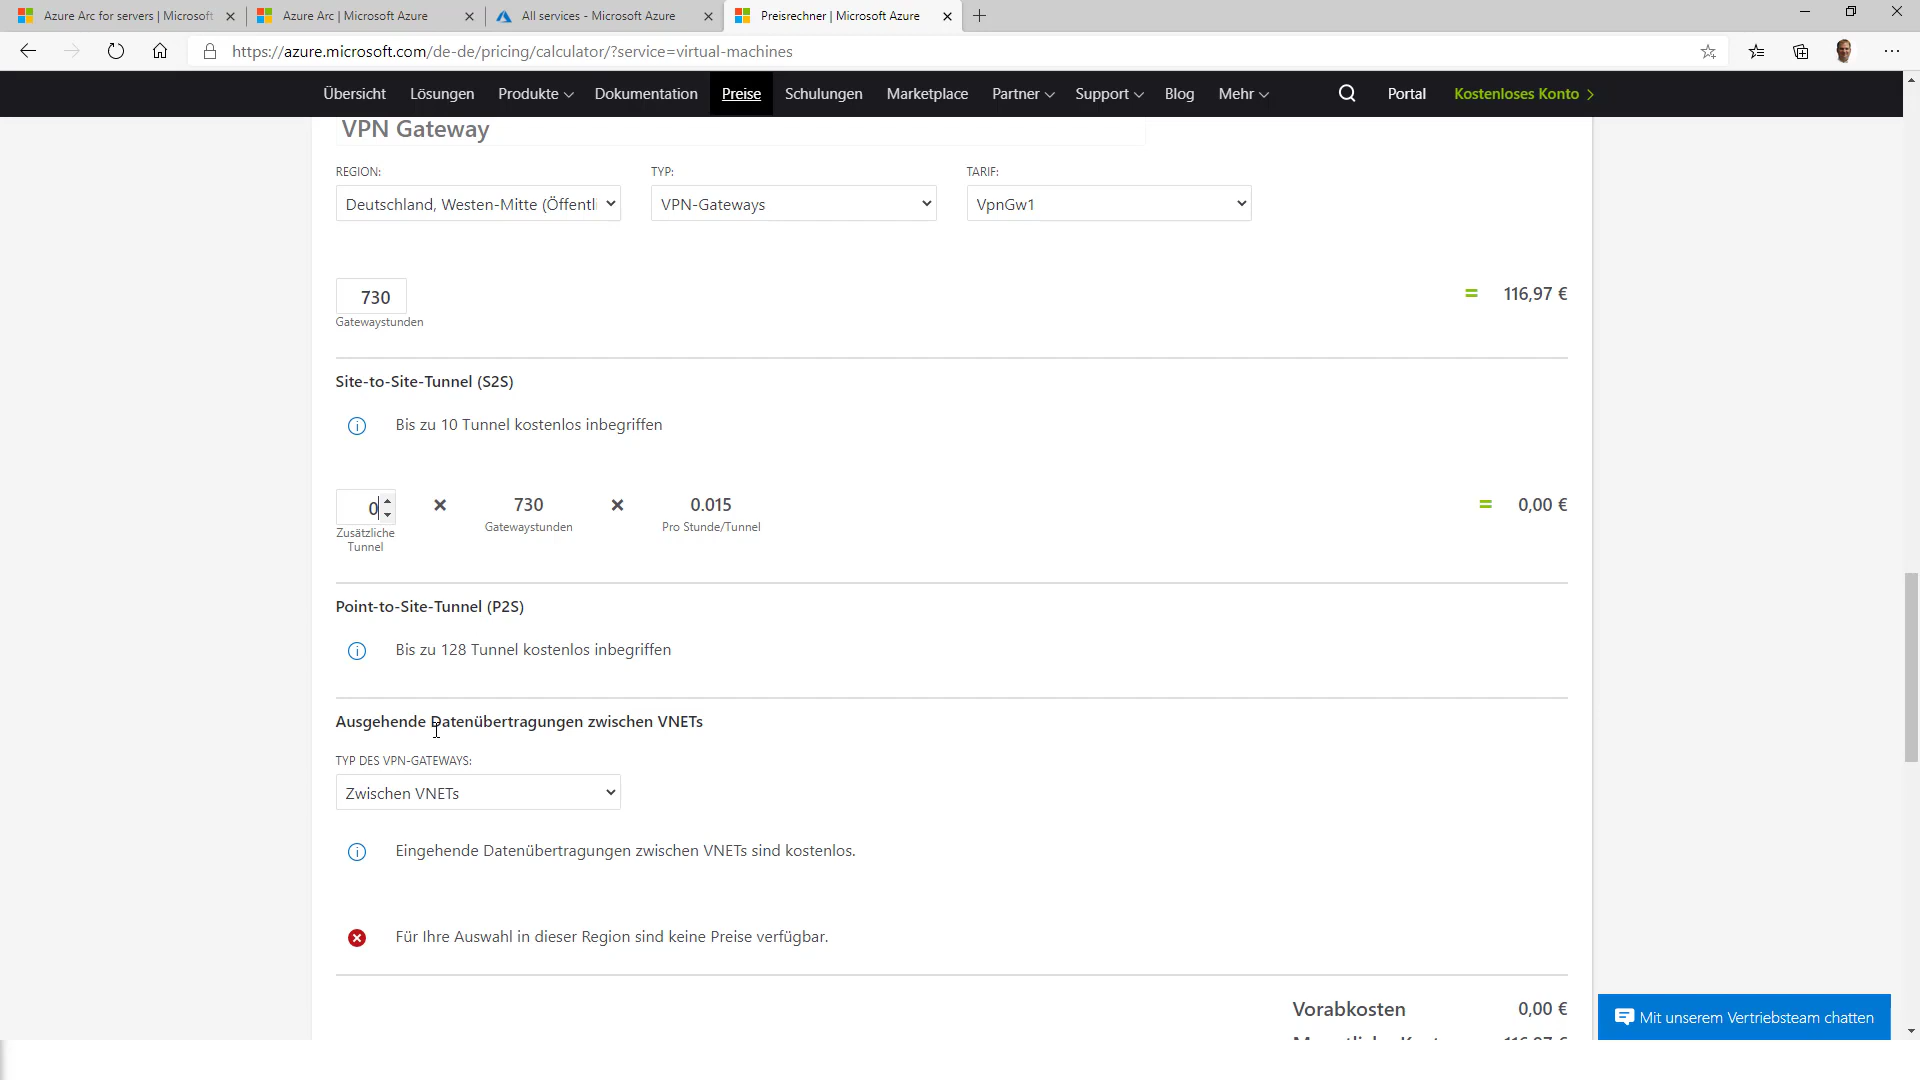 Azure Arc for servers | Microsoft
Azure Arc | Microsoft Azure
All services - Microsoft Azure
Preisrechner | Microsoft Azure
https://azure.microsoft.com/de-de/pricing/calculator/?service=virtual-machines
Übersicht Lösungen Produkte Dokumentation Preise Schulungen Marketplace Partner Support Blog Mehr Portal Kostenloses Konto
VPN Gateway
REGION: TYP: TARIF:
Deutschland, Westen-Mitte (Öffentl VPN-Gateways VpnGw1
730 = 116,97 €
Gatewaystunden
Site-to-Site-Tunnel (S2S)
Bis zu 10 Tunnel kostenlos inbegriffen
0 × 730 × 0.015 = 0,00 €
Zusätzliche Gatewaystunden Pro Stunde/Tunnel
Tunnel
Point-to-Site-Tunnel (P2S)
Bis zu 128 Tunnel kostenlos inbegriffen
Ausgehende Datenübertragungen zwischen VNETs
TYP DES VPN-GATEWAYS:
Zwischen VNETs
Eingehende Datenübertragungen zwischen VNETs sind kostenlos.
Für Ihre Auswahl in dieser Region sind keine Preise verfügbar.
Vorabkosten 0,00 €
Mit unserem Vertriebsteam chatten